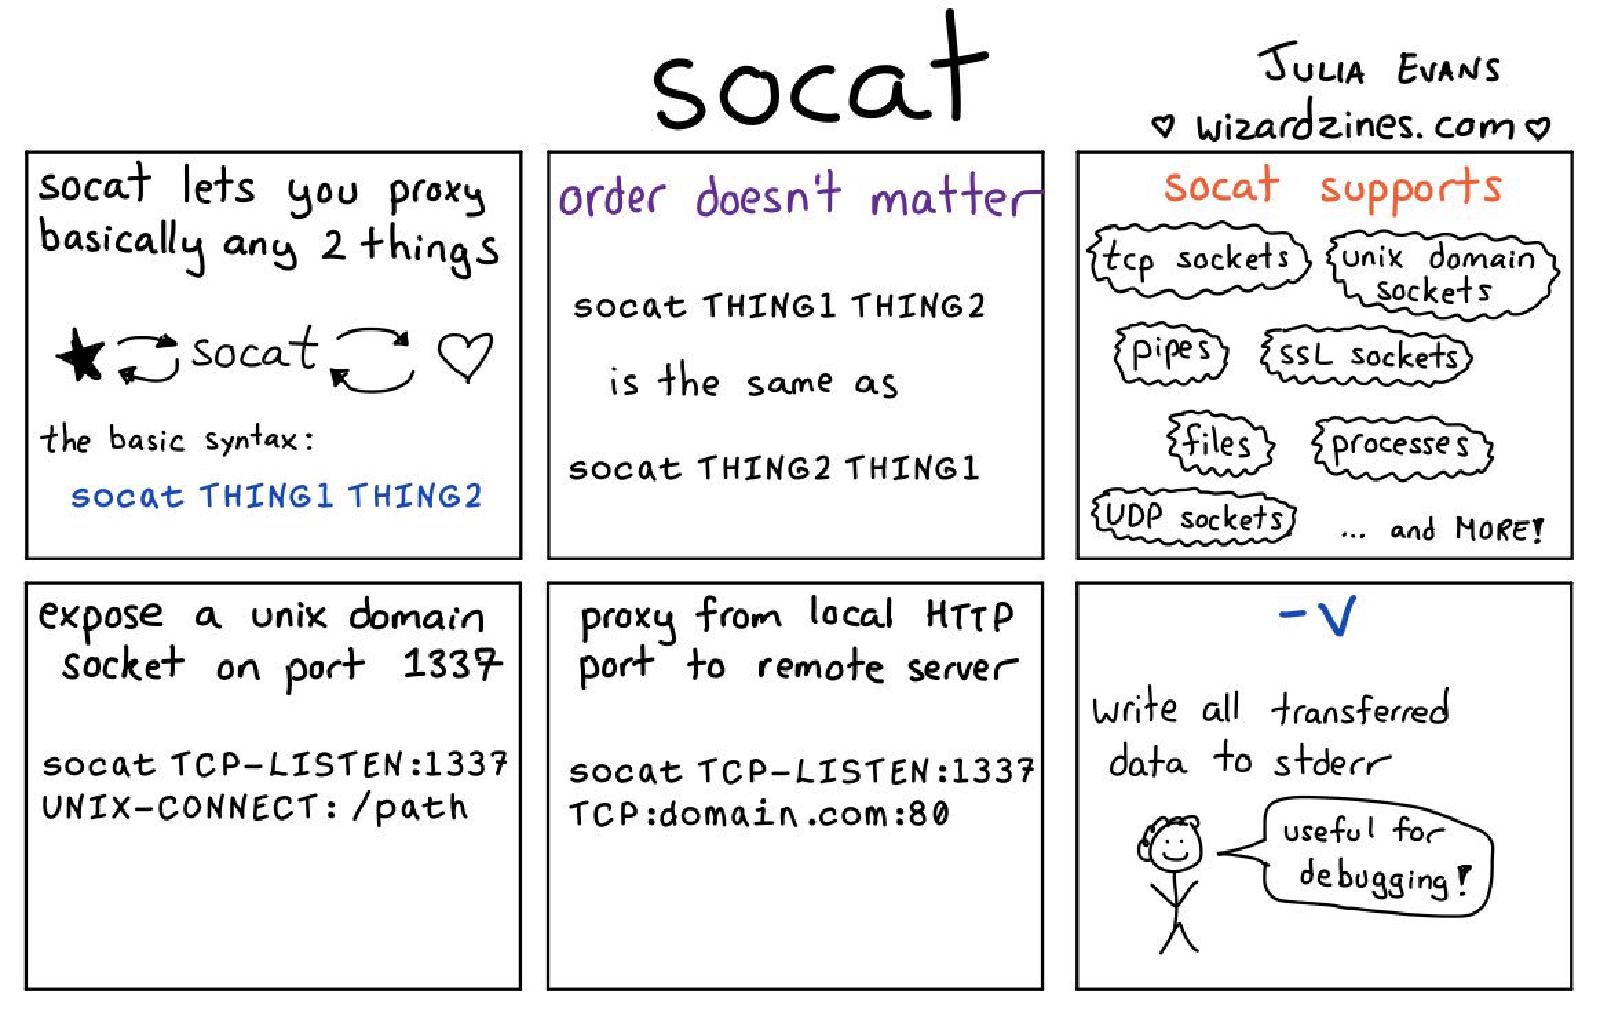 socat
JULIA EVANS
♡ wizardzines.com ♡
socat lets you proxy
basically any 2 things
★ socat ♡
the basic syntax:
socat THING1 THING2
order doesn't matter
socat THING1 THING2
is the same as
socat THING2 THING1
socat supports
tcp sockets
unix domain
sockets
pipes
SSL sockets
files
processes
UDP sockets
... and MORE!
expose a unix domain
socket on port 1337
socat TCP-LISTEN:1337
UNIX-CONNECT:/path
proxy from local HTTP
port to remote server
socat TCP-LISTEN:1337
TCP:domain.com:80
-v
write all transferred
data to stderr
useful for
debugging!